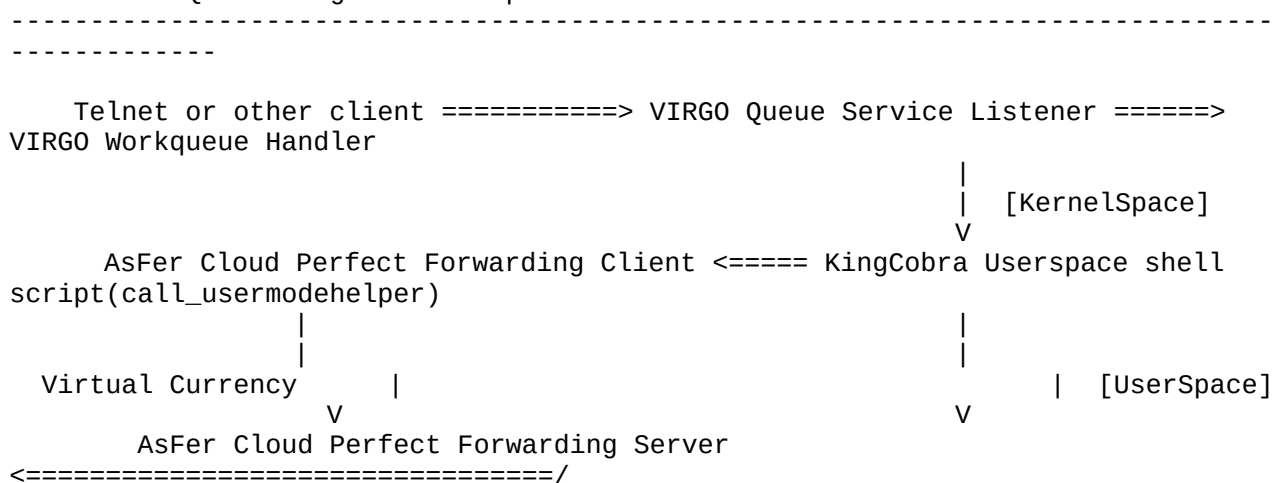 -----------------------------------------------------------------------------------
-------------
Telnet or other client ===========> VIRGO Queue Service Listener ======>
VIRGO Workqueue Handler
|
| [KernelSpace]
V
AsFer Cloud Perfect Forwarding Client <===== KingCobra Userspace shell
script(call_usermodehelper)
| |
| |
Virtual Currency | | [UserSpace]
V V
AsFer Cloud Perfect Forwarding Server
<==================================/